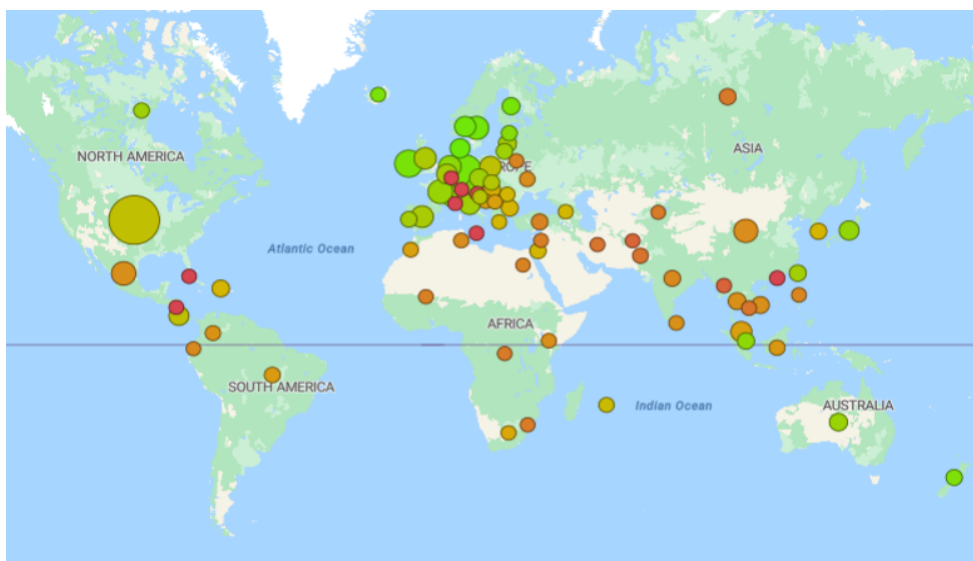 ASIA
NORTH AMERICA
Atlantic Ocean
AFRICA
SOUTH AMERICA
Indian Ocean
AUSTRALIA